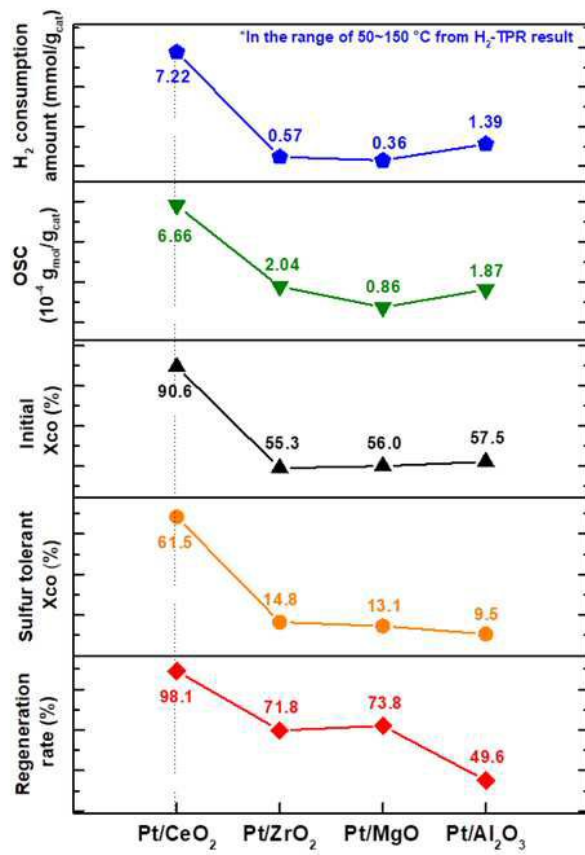 *In the range of 50~150 °C from H₂-TPR result
H₂ consumption
amount (mmol/gcat)
7.22
0.57
0.36
1.39
OSC
(10⁻⁴ gmol/gcat)
6.66
2.04
0.86
1.87
Initial
Xco (%)
90.6
55.3
56.0
57.5
Sulfur tolerant
Xco (%)
61.5
14.8
13.1
9.5
Regeneration
rate (%)
98.1
71.8
73.8
49.6
Pt/CeO₂ Pt/ZrO₂ Pt/MgO Pt/Al₂O₃